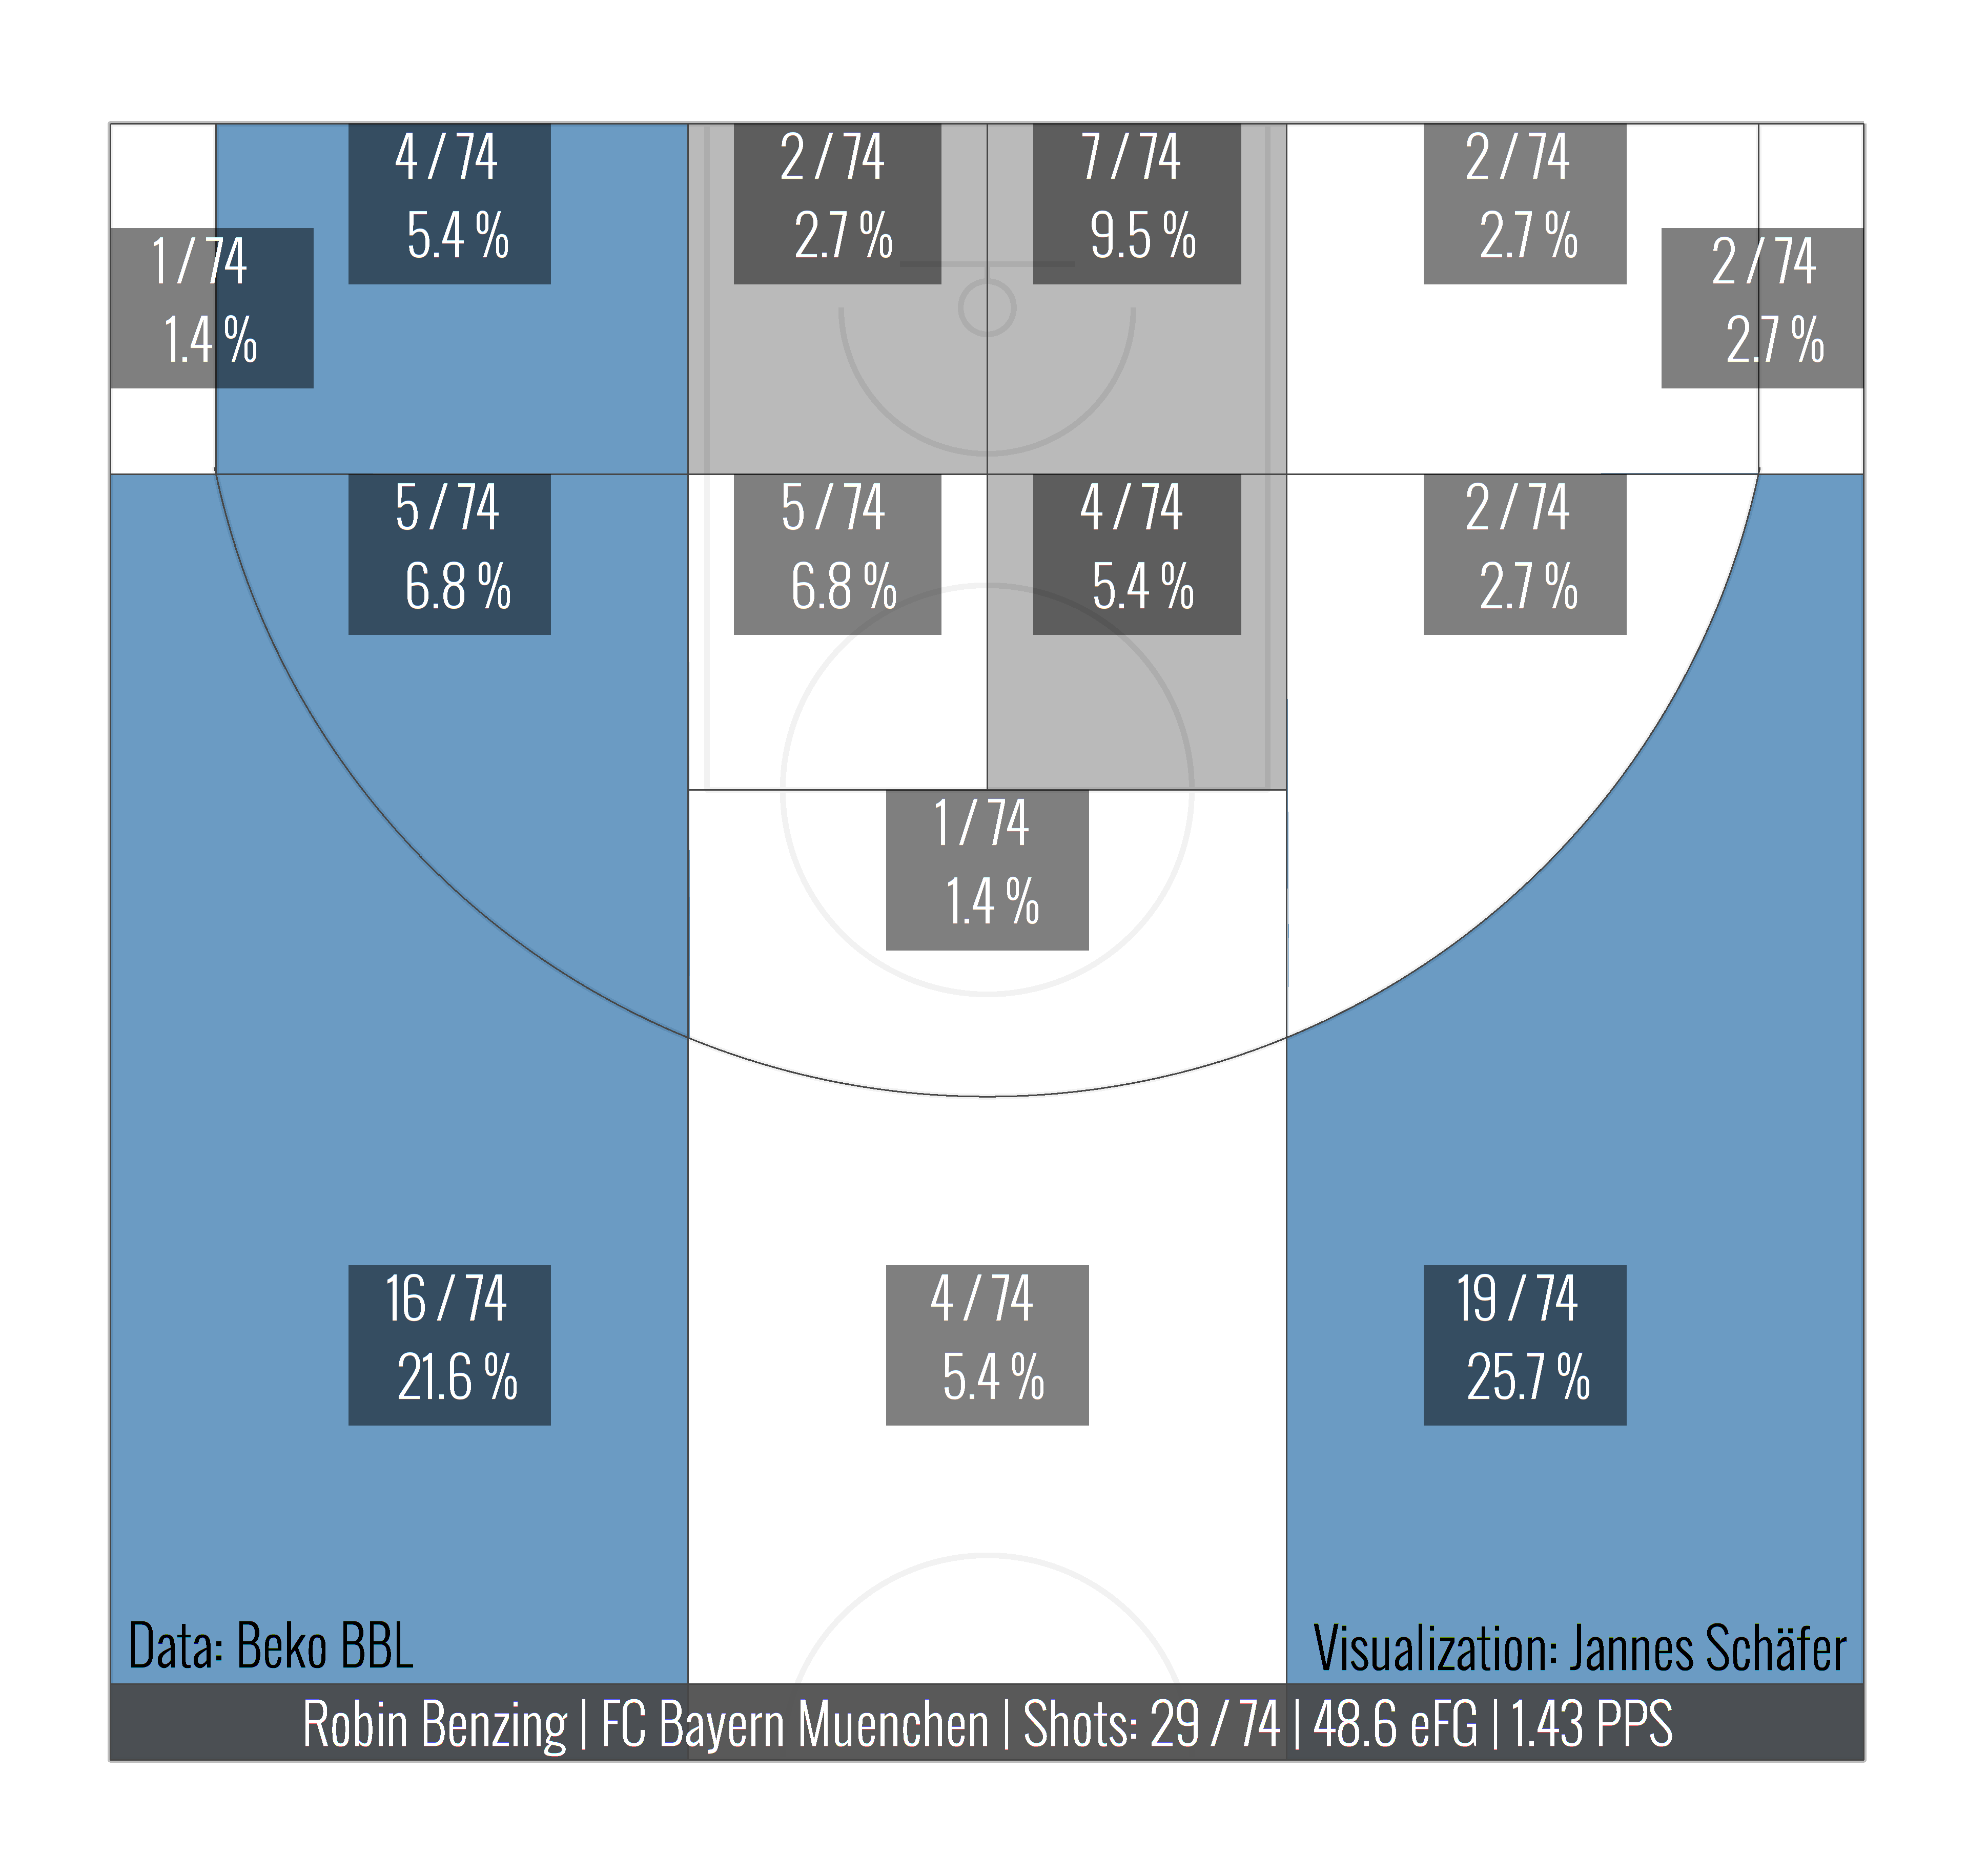 4 / 74
5.4 %
2 / 74
2.7 %
7 / 74
9.5 %
2 / 74
2.7 %
1 / 74
1.4 %
2 / 74
2.7 %
5 / 74
6.8 %
5 / 74
6.8 %
4 / 74
5.4 %
2 / 74
2.7 %
1 / 74
1.4 %
16 / 74
21.6 %
4 / 74
5.4 %
19 / 74
25.7 %
Data: Beko BBL
Visualization: Jannes Schäfer
Robin Benzing | FC Bayern Muenchen | Shots: 29 / 74 | 48.6 eFG | 1.43 PPS